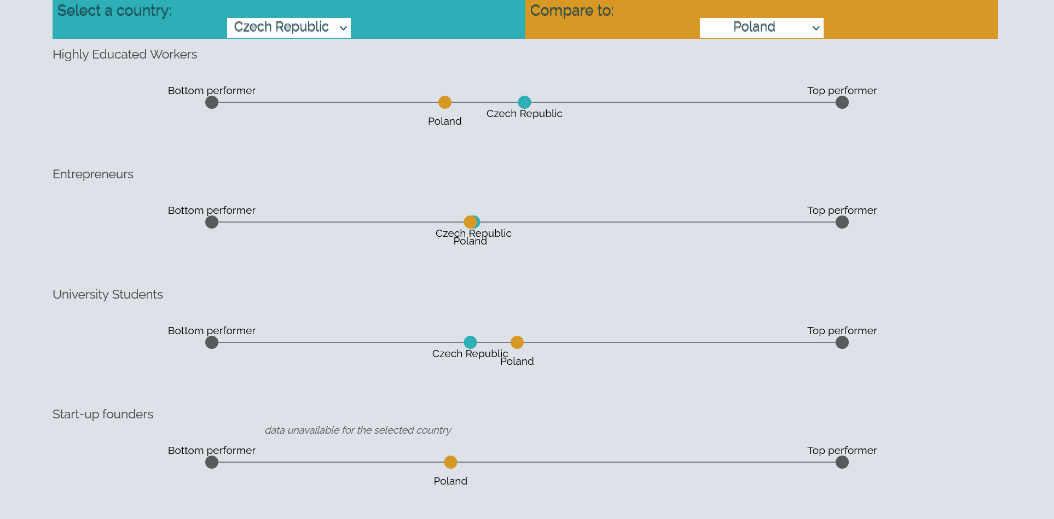 Select a country:
Compare to:
Czech Republic
Poland
Highly Educated Workers
Bottom performer
Top performer
Czech Republic
Poland
Entrepreneurs
Bottom performer
Top performer
Czech Republic
Poland
University Students
Bottom performer
Top performer
Czech Republic
Poland
Start-up founders
data unavailable for the selected country
Bottom performer
Top performer
Poland